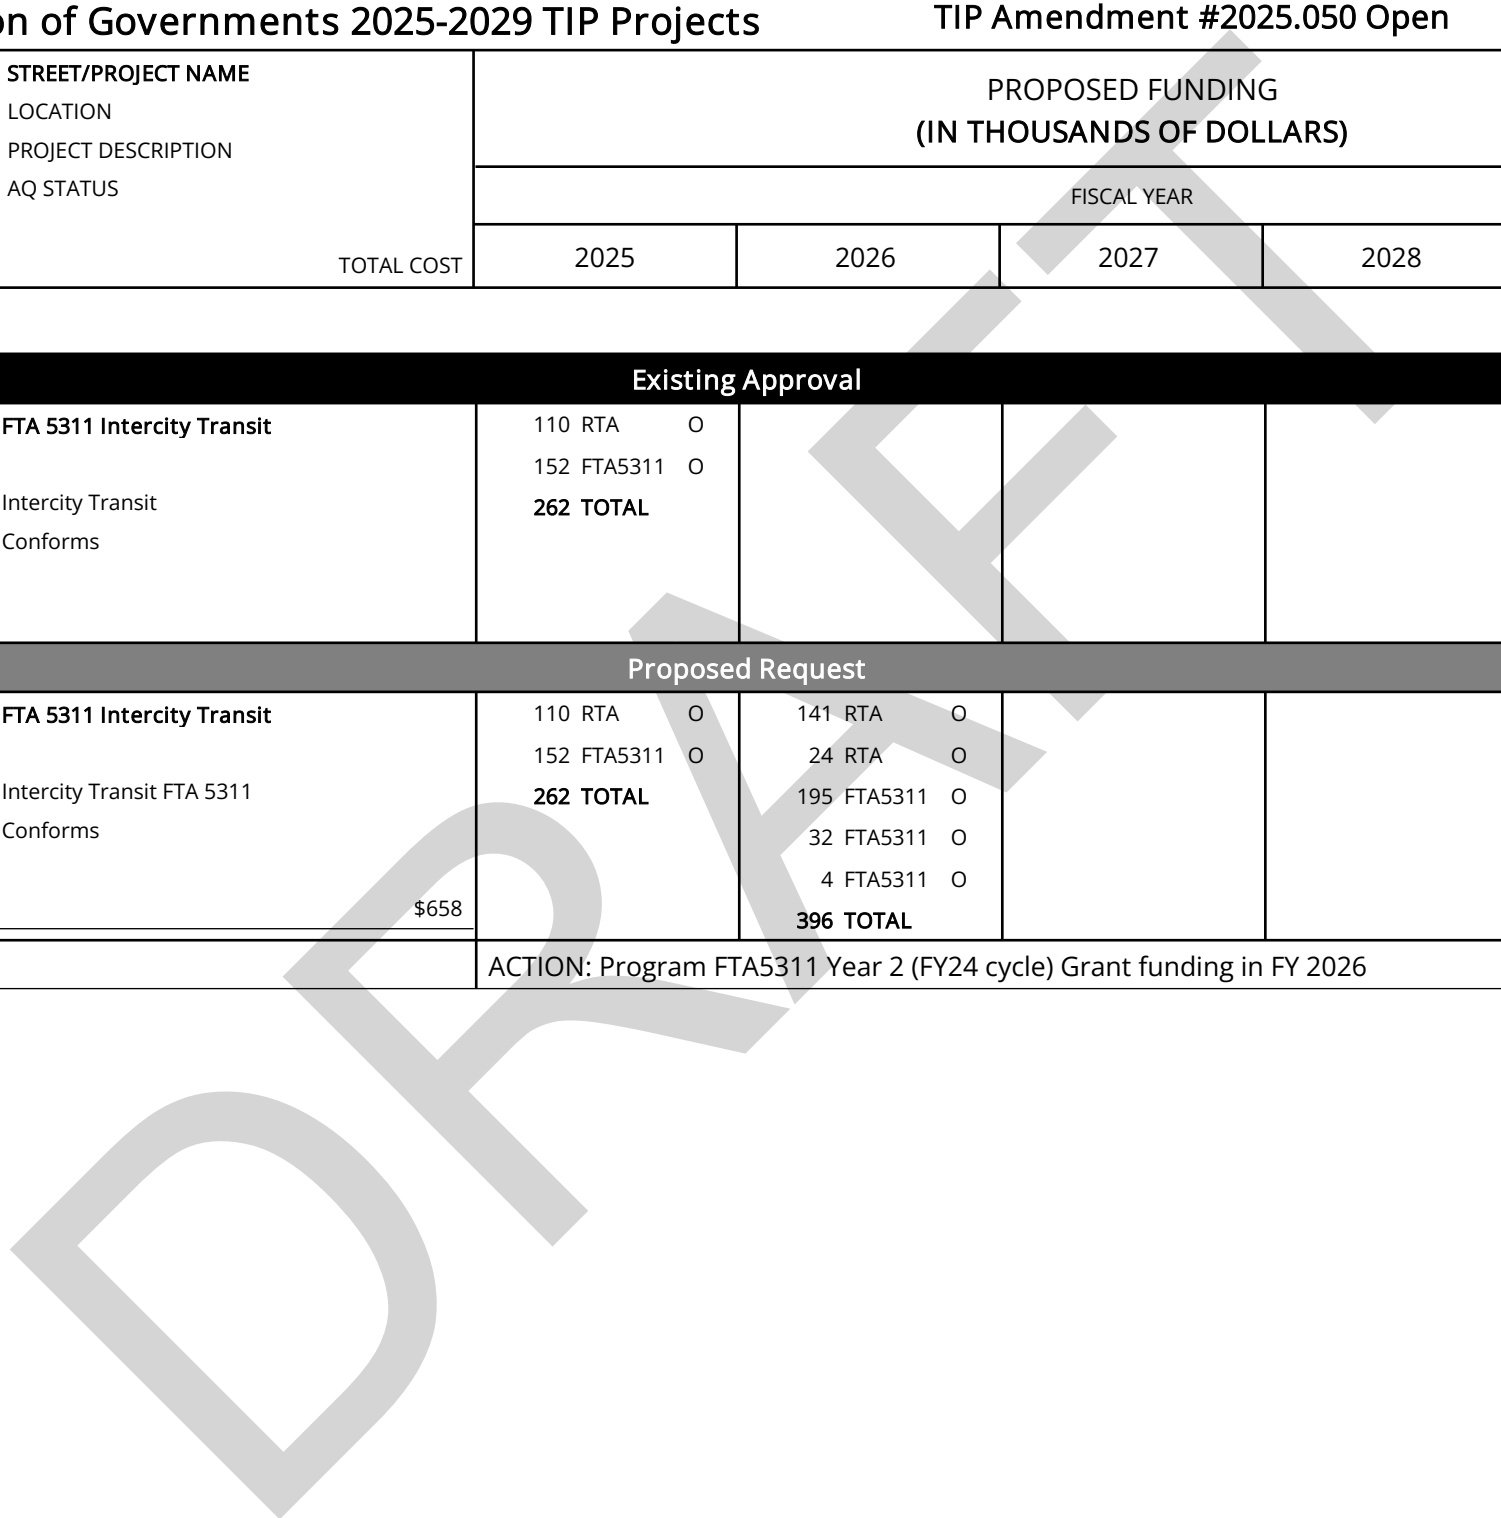 on of Governments 2025-2029 TIP Projects TIP Amendment #2025.050 Open
STREET/PROJECT NAME
LOCATION
PROJECT DESCRIPTION
AQ STATUS
TOTAL COST
PROPOSED FUNDING
(IN THOUSANDS OF DOLLARS)
FISCAL YEAR
2025 2026 2027 2028
Existing Approval
FTA 5311 Intercity Transit
Intercity Transit
Conforms
110 RTA O
152 FTA5311 O
262 TOTAL
Proposed Request
FTA 5311 Intercity Transit
Intercity Transit FTA 5311
Conforms
$658
110 RTA O
152 FTA5311 O
262 TOTAL
141 RTA O
24 RTA O
195 FTA5311 O
32 FTA5311 O
4 FTA5311 O
396 TOTAL
ACTION: Program FTA5311 Year 2 (FY24 cycle) Grant funding in FY 2026
DRAFT